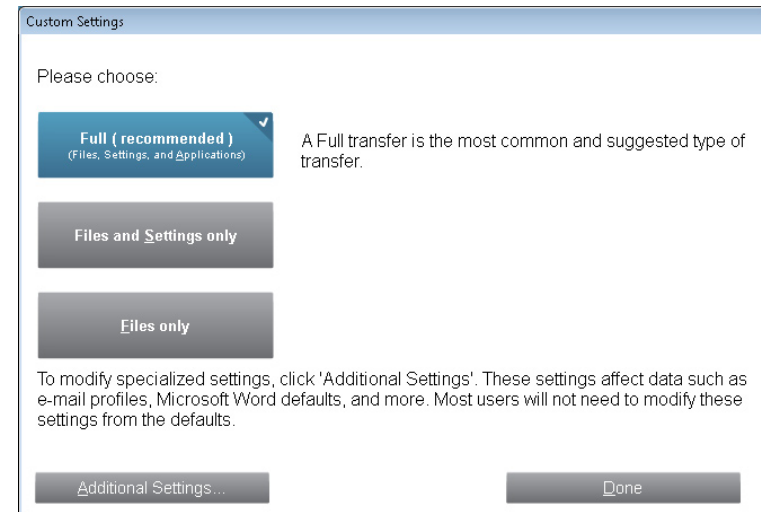 Custom Settings
Please choose:
Full ( recommended )
(Files, Settings, and Applications)
A Full transfer is the most common and suggested type of
transfer.
Files and Settings only
Files only
To modify specialized settings, click 'Additional Settings'. These settings affect data such as
e-mail profiles, Microsoft Word defaults, and more. Most users will not need to modify these
settings from the defaults.
Additional Settings...
Done